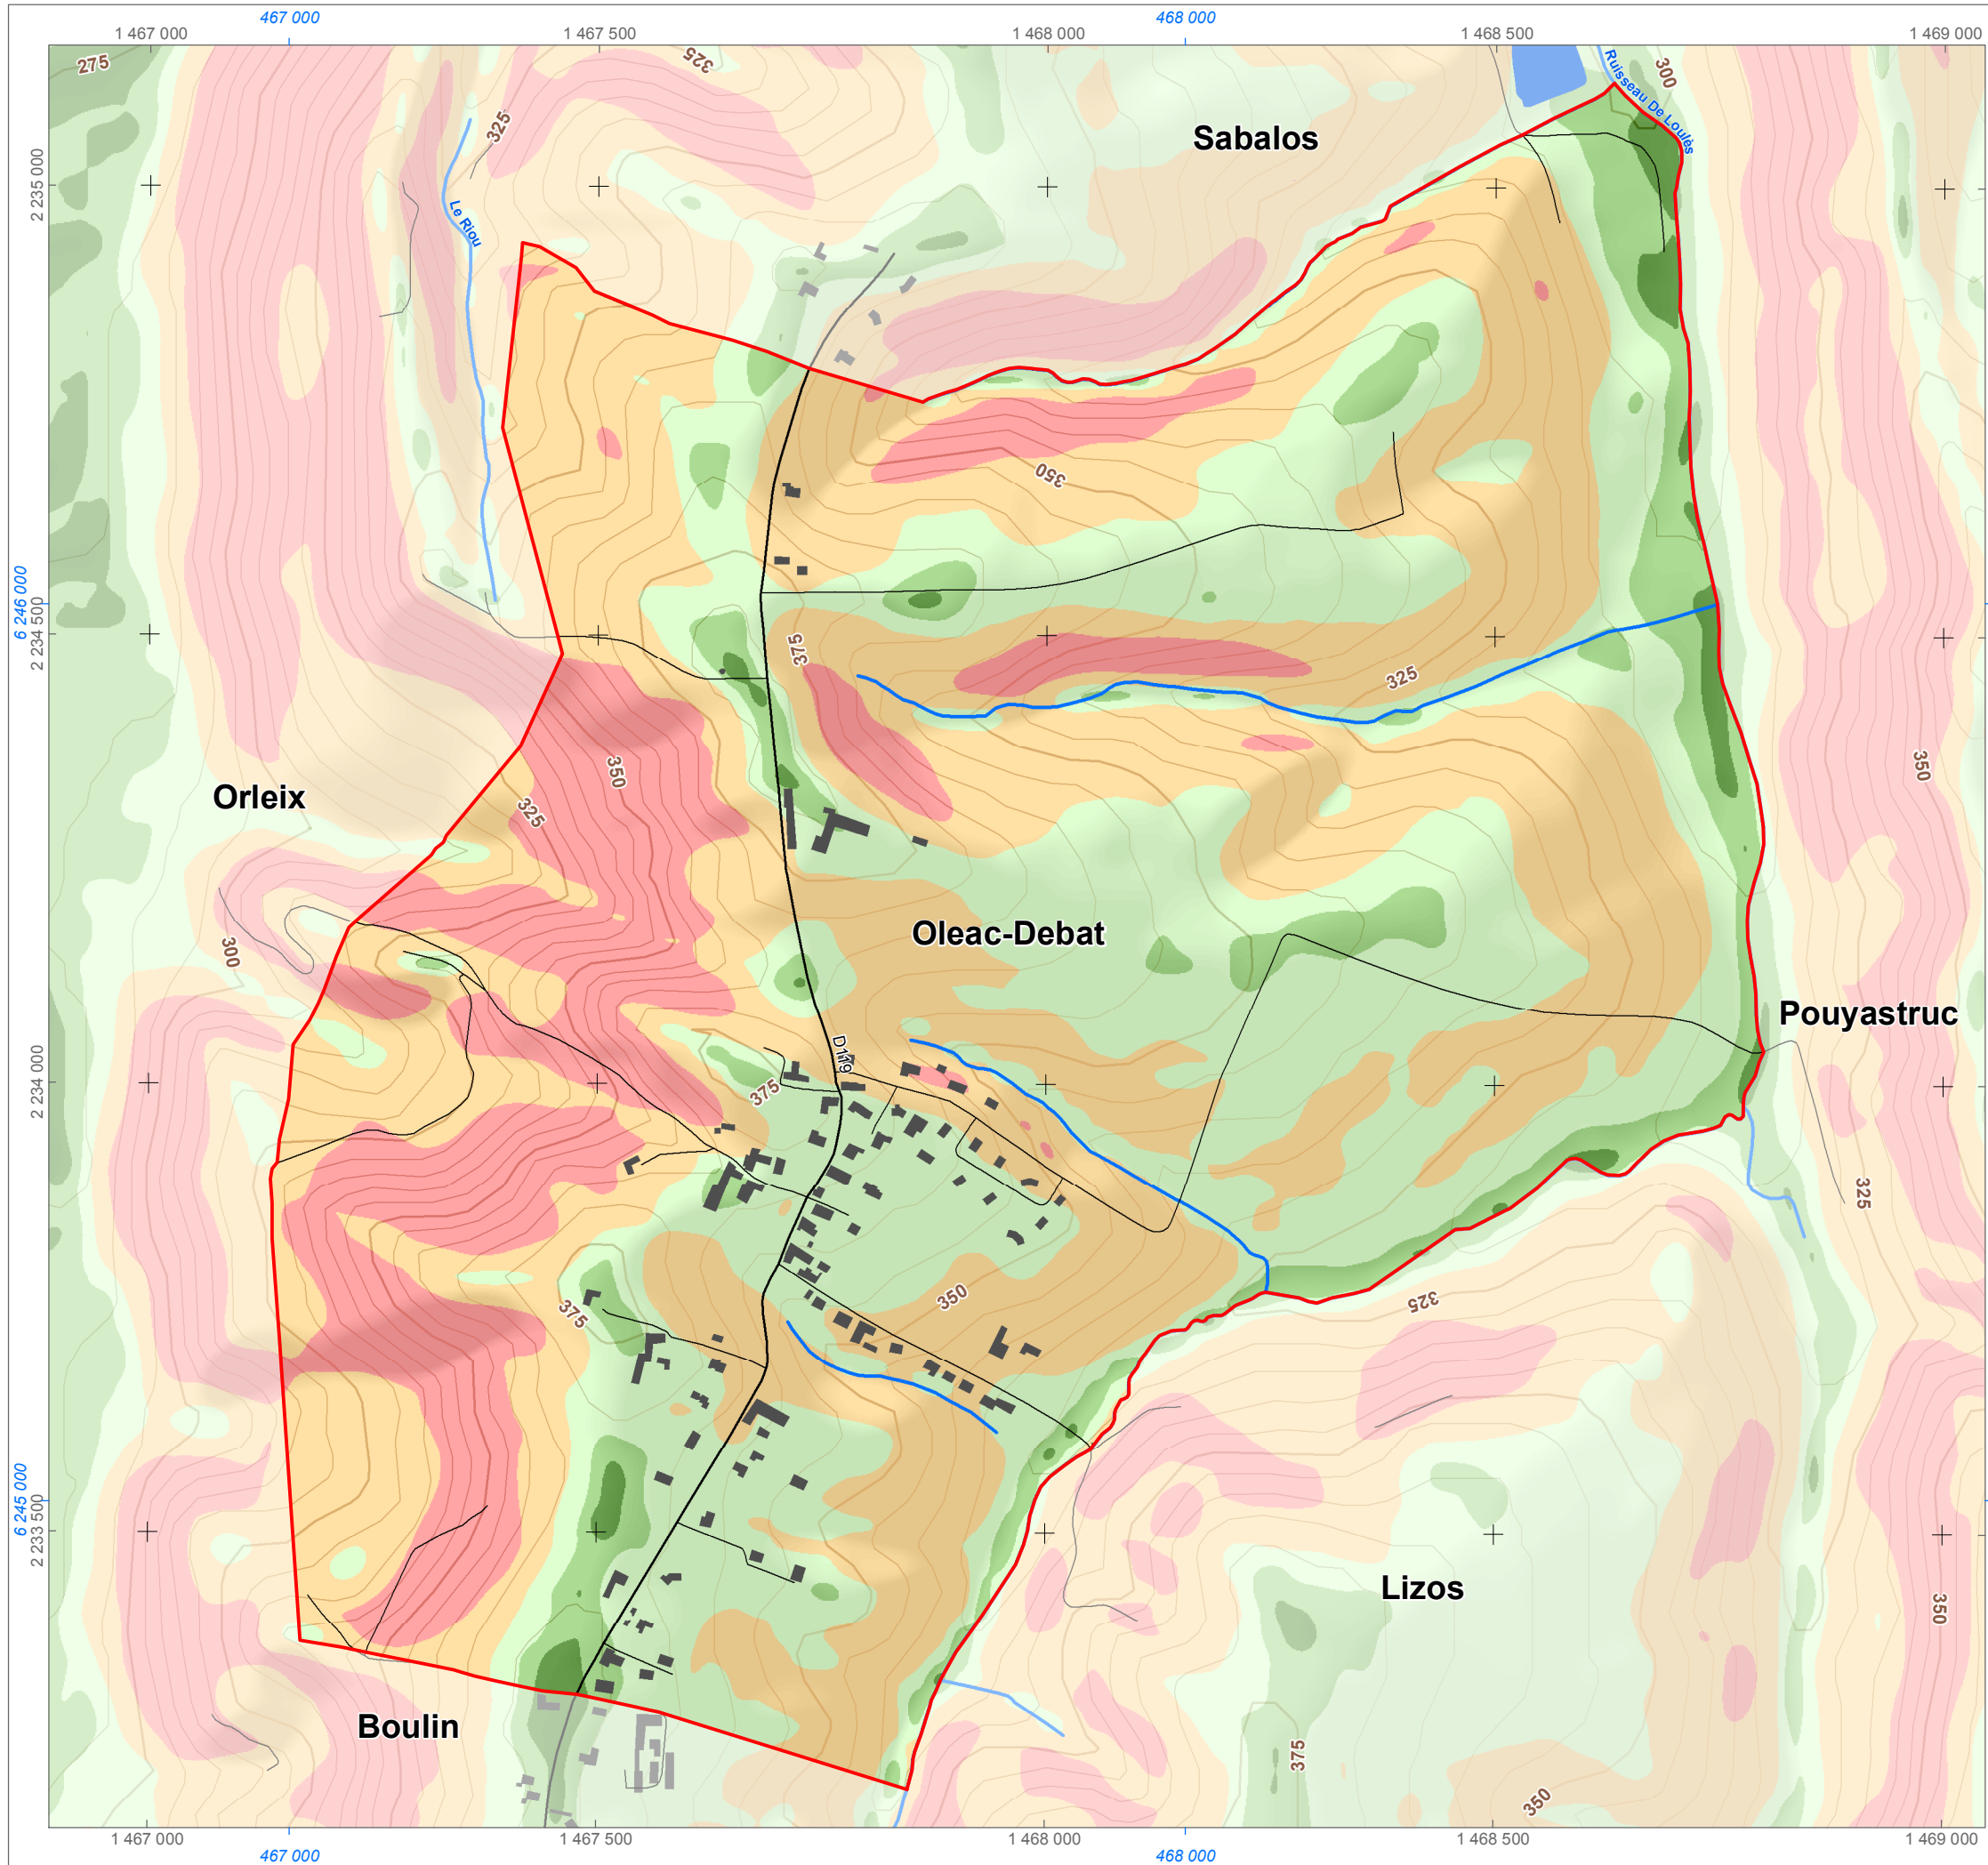 467 000
468 000
1 467 000
1 467 500
1 468 000
1 468 500
1 469 000
275
325
300
Ruisseau De Loulès
325
Sabalos
2 235 000
Le Riou
350
6 246 000
2 234 500
375
325
350
350
Orleix
325
Oleac-Debat
300
Pouyastruc
D119
2 234 000
375
325
350
325
375
6 245 000
2 233 500
Lizos
350
Boulin
375
350
1 467 000
1 467 500
1 468 000
1 468 500
1 469 000
467 000
468 000